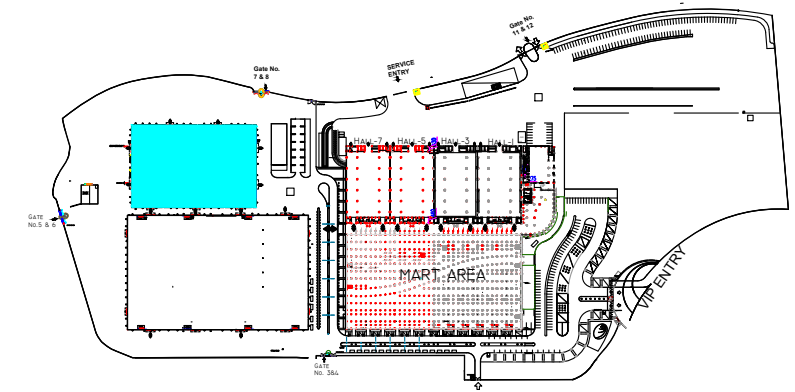 Gate No.
11 & 12
SERVICE
ENTRY
Gate No.
7 & 8
HALL-7
HALL-5
HALL-3
HALL-1
GATE
No.5 & 6
MART AREA
VIP ENTRY
GATE
No. 3&4